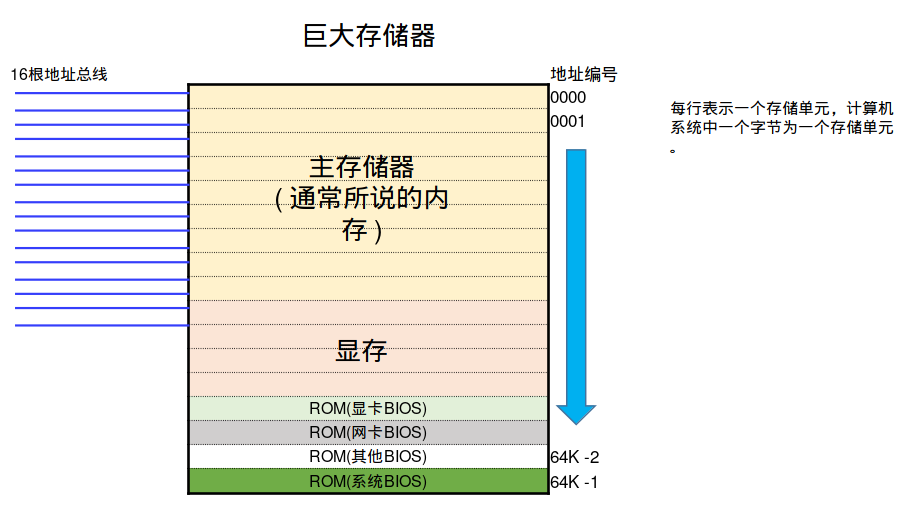 巨大存储器
16根地址总线
地址编号
0000
0001
每行表示一个存储单元，计算机
系统中一个字节为一个存储单元
。
主存储器
（通常所说的内
存）
显存
ROM(显卡BIOS)
ROM(网卡BIOS)
ROM(其他BIOS)
64K -2
ROM(系统BIOS)
64K -1